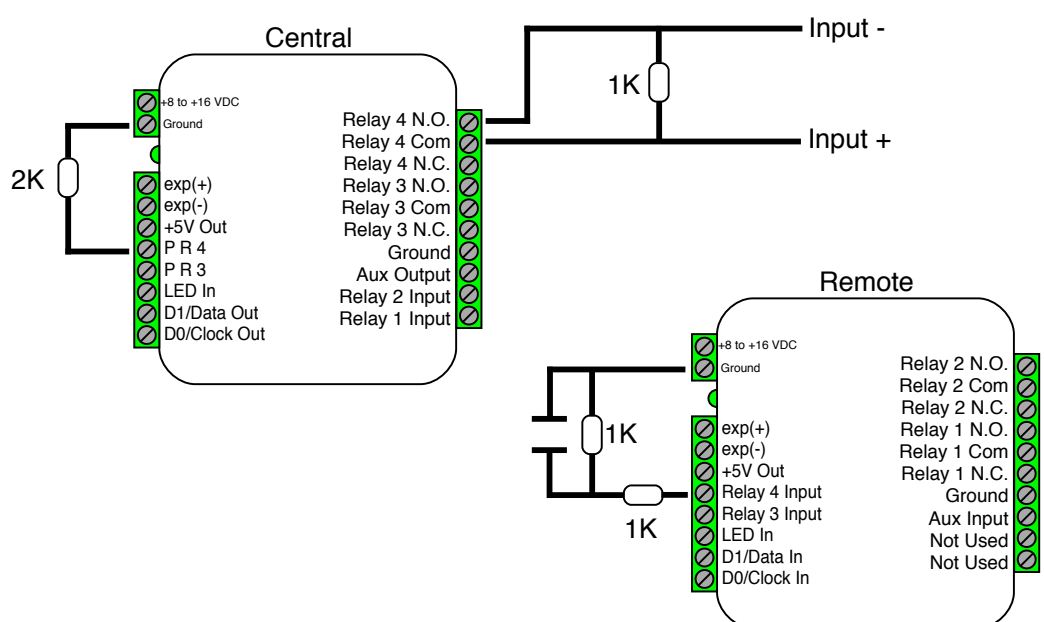 Central
+8 to +16 VDC
Ground
2K
exp(+)
exp(-)
+5V Out
P R 4
P R 3
LED In
D1/Data Out
D0/Clock Out
Relay 4 N.O.
Relay 4 Com
Relay 4 N.C.
Relay 3 N.O.
Relay 3 Com
Relay 3 N.C.
Ground
Aux Output
Relay 2 Input
Relay 1 Input
Input -
1K
Input +
Remote
+8 to +16 VDC
Ground
1K
1K
exp(+)
exp(-)
+5V Out
Relay 4 Input
Relay 3 Input
LED In
D1/Data In
D0/Clock In
Relay 2 N.O.
Relay 2 Com
Relay 2 N.C.
Relay 1 N.O.
Relay 1 Com
Relay 1 N.C.
Ground
Aux Input
Not Used
Not Used